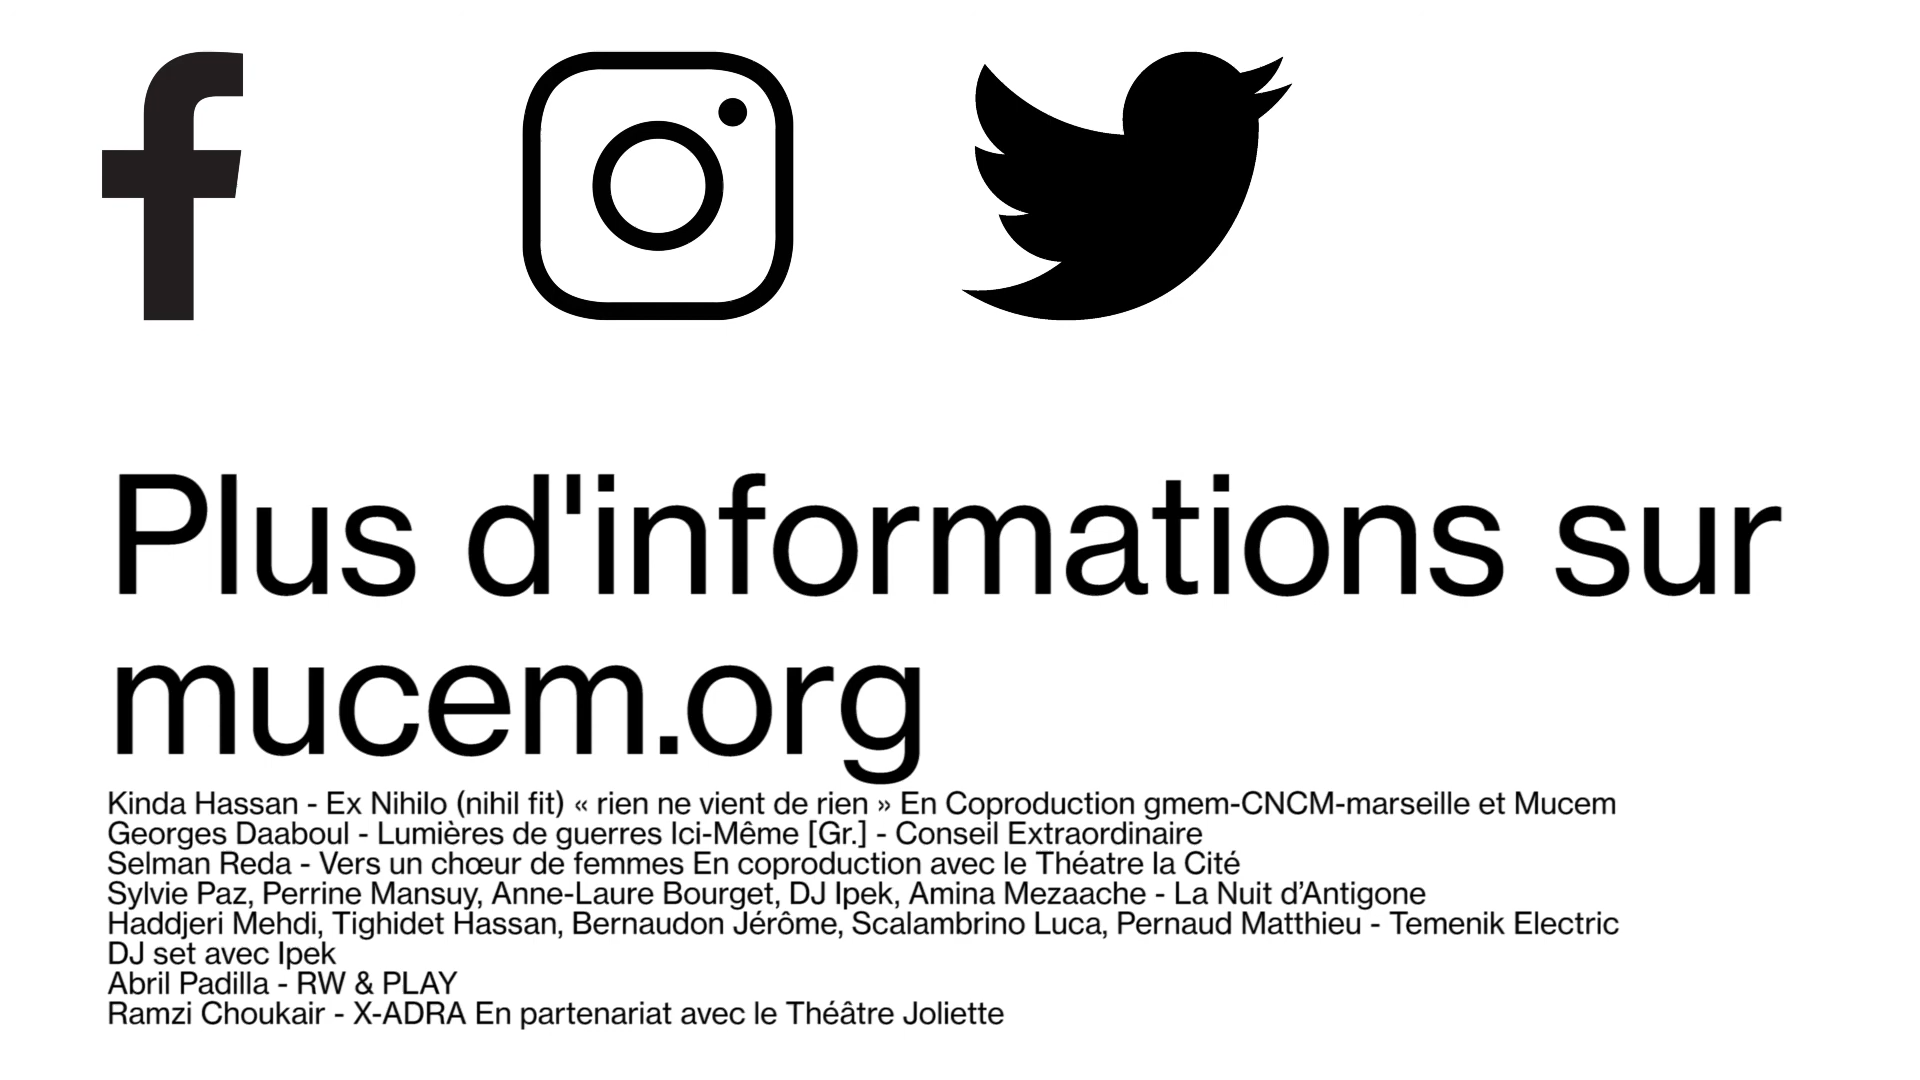 Plus d'informations sur
mucem.org
Kinda Hassan - Ex Nihilo (nihil fit) « rien ne vient de rien » En Coproduction gmem-CNCM-marseille et Mucem
Georges Daaboul - Lumières de guerres Ici-Même [Gr.] - Conseil Extraordinaire
Selman Reda - Vers un chœur de femmes En coproduction avec le Théatre la Cité
Sylvie Paz, Perrine Mansuy, Anne-Laure Bourget, DJ Ipek, Amina Mezaache - La Nuit d’Antigone
Haddjeri Mehdi, Tighidet Hassan, Bernaudon Jérôme, Scalambrino Luca, Pernaud Matthieu - Temenik Electric
DJ set avec Ipek
Abril Padilla - RW & PLAY
Ramzi Choukair - X-ADRA En partenariat avec le Théâtre Joliette